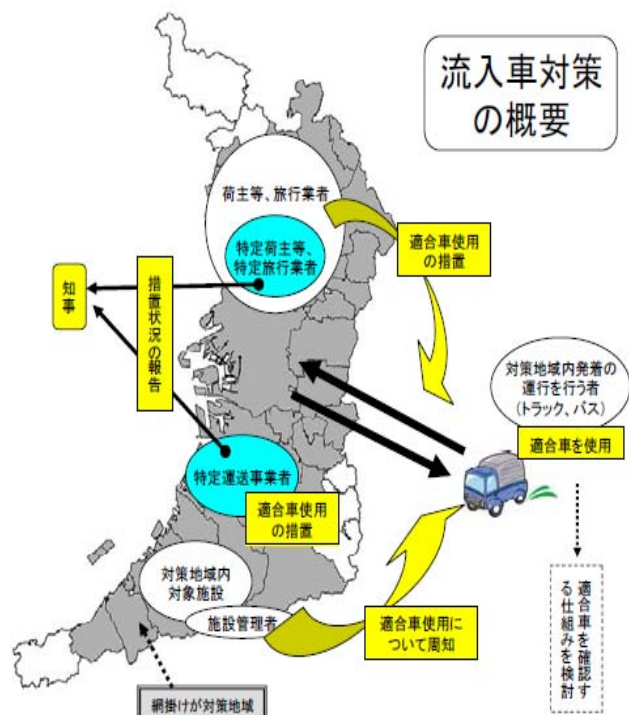 流入車対策
の概要
荷主等、旅行業者
特定荷主等、
特定旅行業者
適合車使用
の措置
知事
措置状況の報告
対策地域内発着の
運行を行う者
(トラック、バス)
適合車を使用
特定運送事業者
適合車使用
の措置
対策地域内
対象施設
施設管理者
適合車使用に
ついて周知
適合車を確認す
る仕組みを検討
網掛けが対策地域